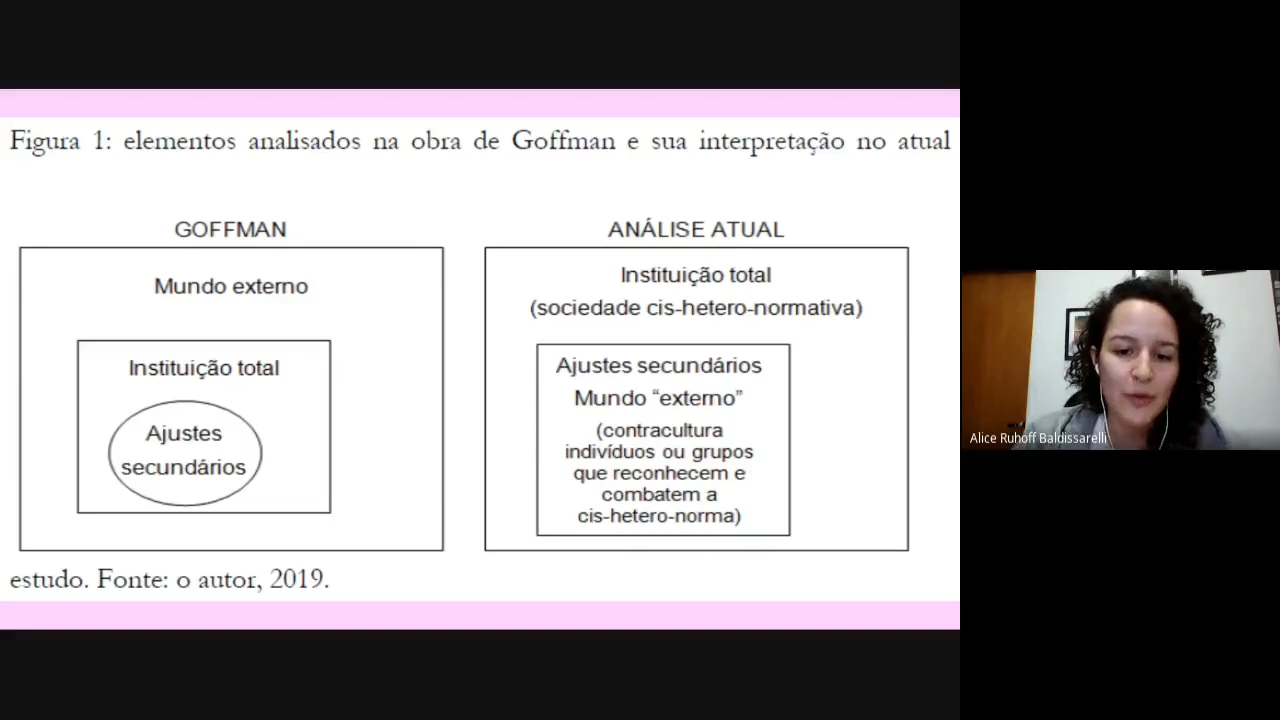 Figura 1: elementos analisados na obra de Goffman e sua interpretação no atual
GOFFMAN
Mundo externo
Instituição total
Ajustes
secundários
ANÁLISE ATUAL
Instituição total
(sociedade cis-hetero-normativa)
Ajustes secundários
Mundo “externo”
(contracultura
indivíduos ou grupos
que reconhecem e
combatem a
cis-hetero-norma)
estudo. Fonte: o autor, 2019.
Alice Ruhoff Baldissarelli